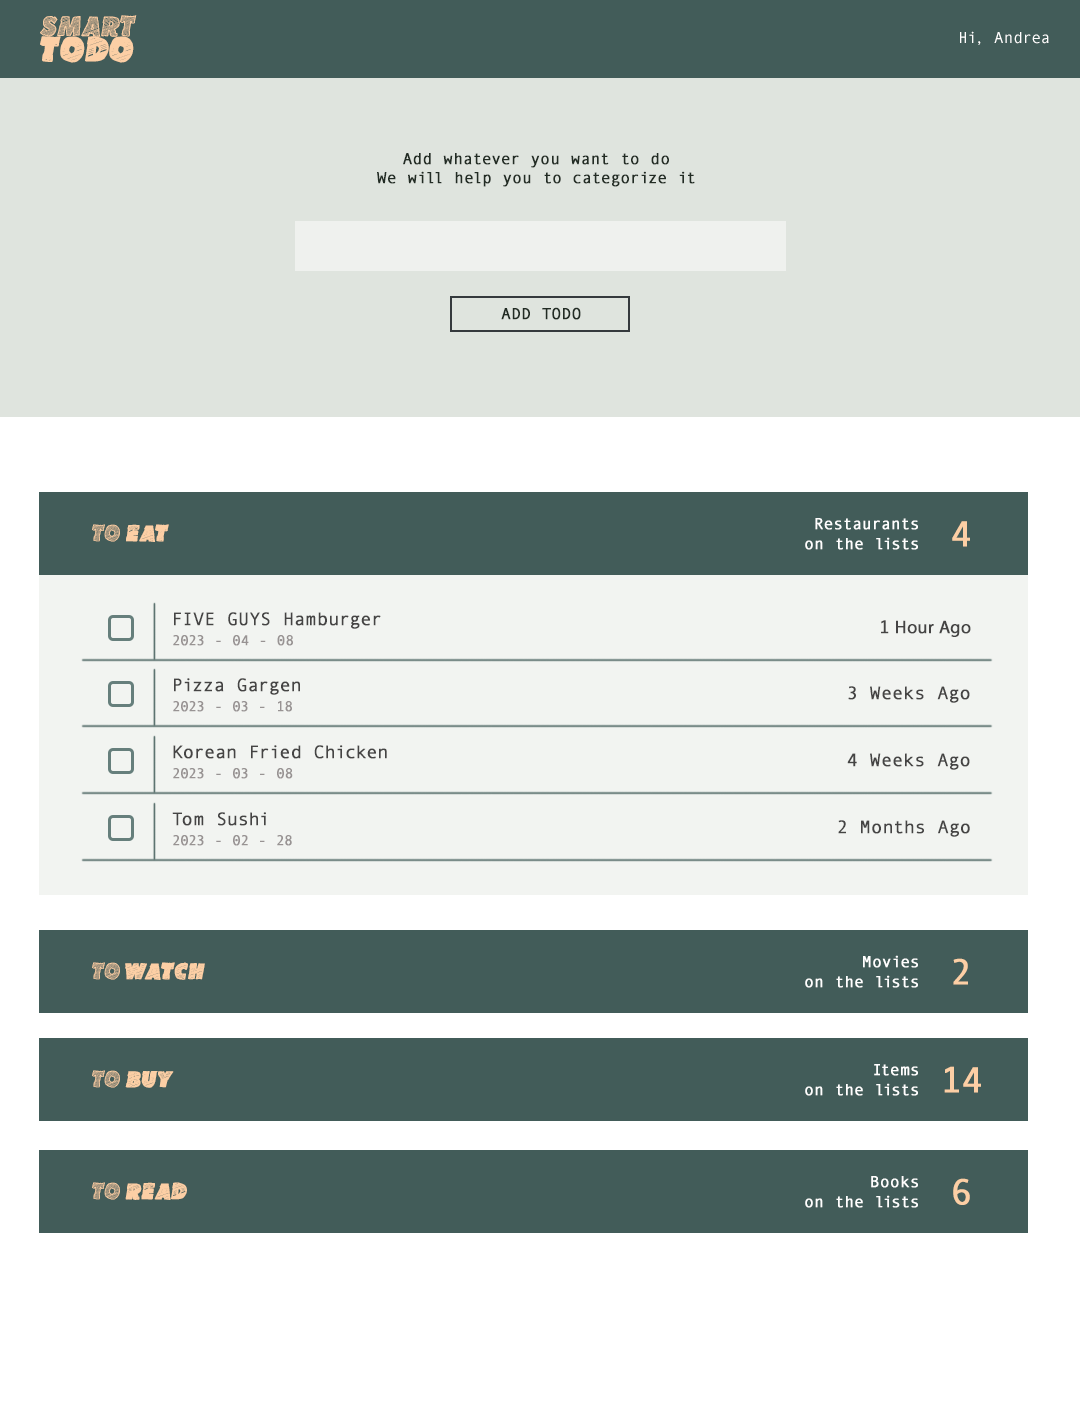 SMART
TODO
Hi, Andrea
Add whatever you want to do
We will help you to categorize it
ADD TODO
TO EAT
Restaurants
on the lists
4
FIVE GUYS Hamburger
2023 - 04 - 08
1 Hour Ago
Pizza Gargen
2023 - 03 - 18
3 Weeks Ago
Korean Fried Chicken
2023 - 03 - 08
4 Weeks Ago
Tom Sushi
2023 - 02 - 28
2 Months Ago
TO WATCH
Movies
on the lists
2
TO BUY
Items
on the lists
14
TO READ
Books
on the lists
6